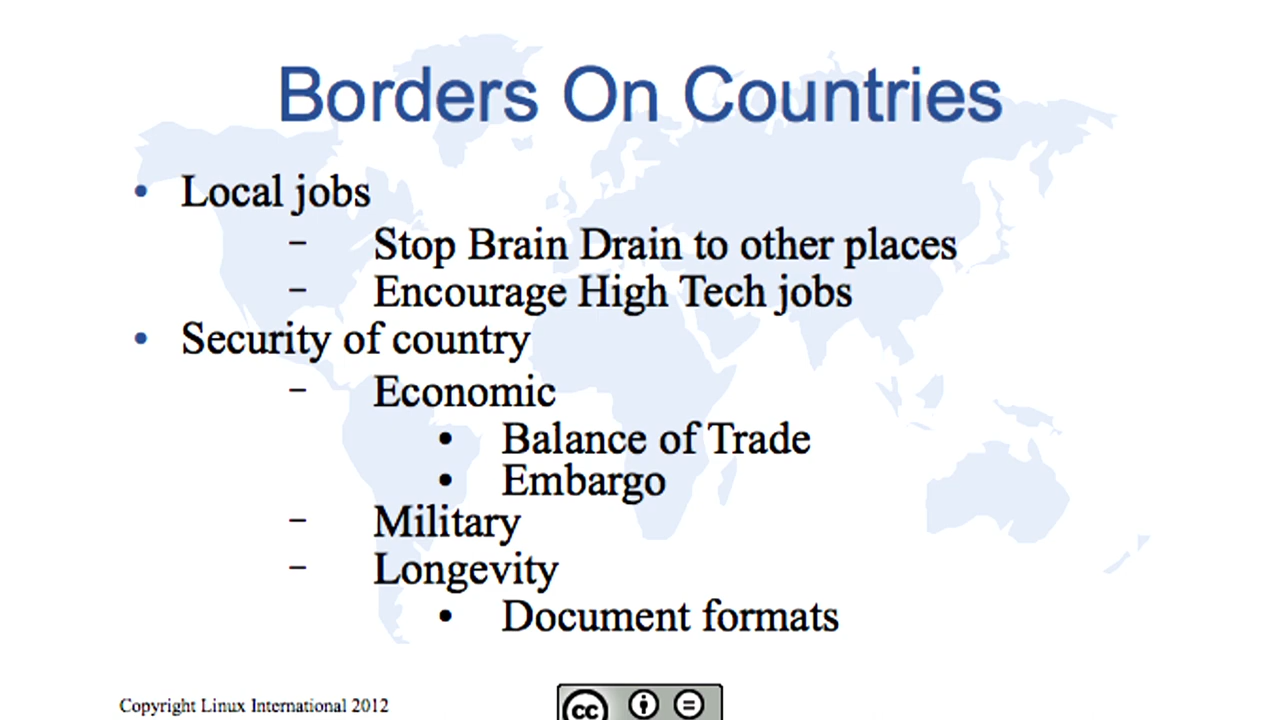 Borders On Countries
• Local jobs
– Stop Brain Drain to other places
– Encourage High Tech jobs
• Security of country
– Economic
• Balance of Trade
• Embargo
– Military
– Longevity
• Document formats
Copyright Linux International 2012
cc